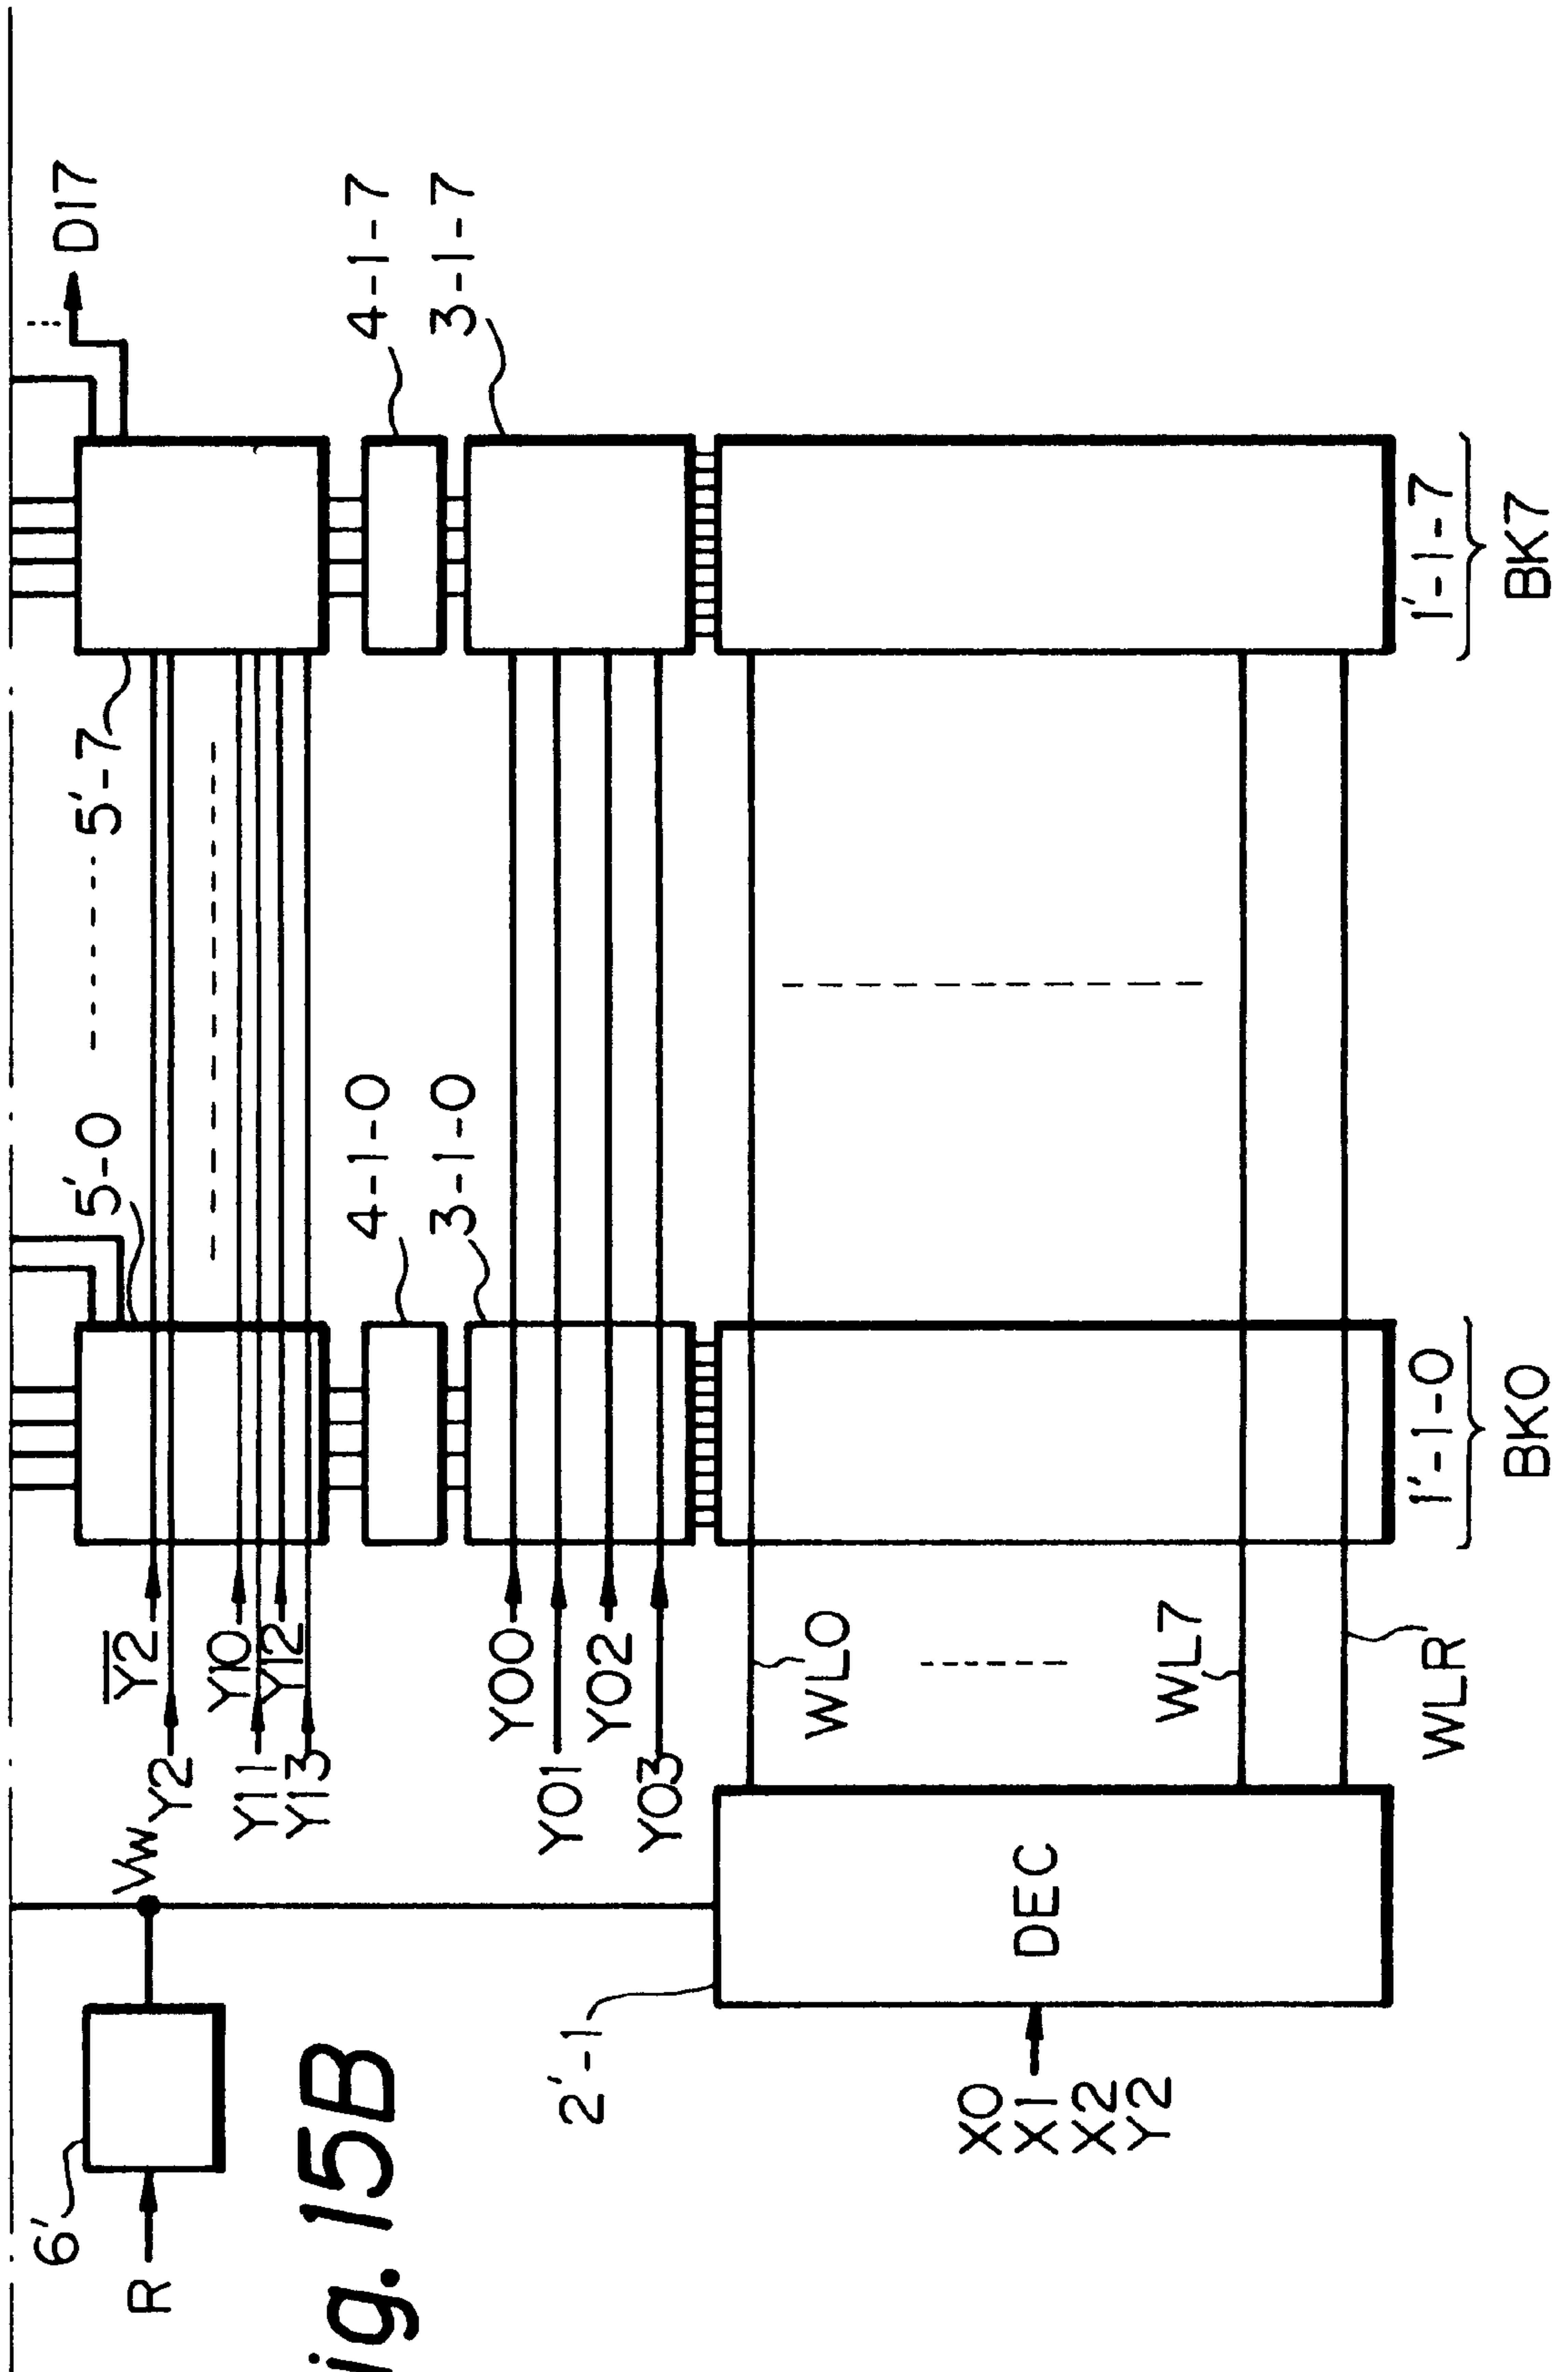 ig. 15B
6'
R
VW
Y2
Y2
Y10
Y11
Y12
Y13
Y00
Y01
Y02
Y03
2'-1
DEC
X0
X1
X2
Y2
WL0
WL7
WLR
5'-0
5'-7
4-1-0
3-1-0
4-1-7
3-1-7
D17
1'-1-0
BK0
1'-1-7
BK7